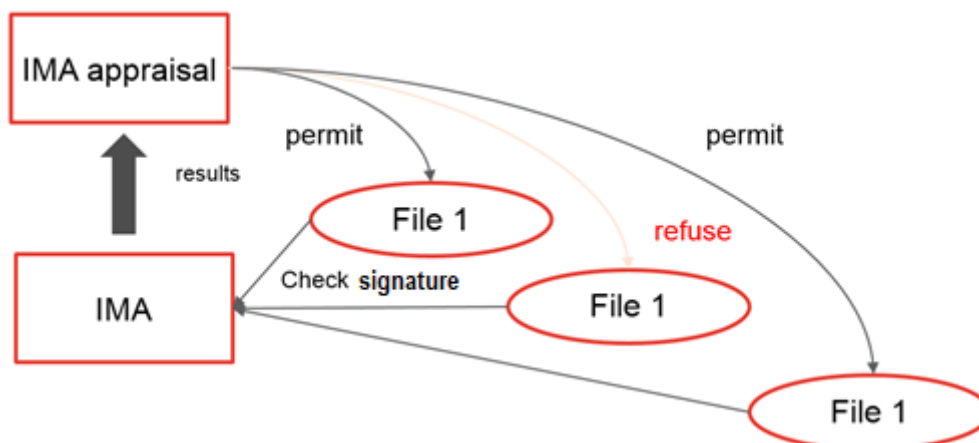 IMA appraisal
permit
permit
results
File 1
refuse
Check signature
File 1
IMA
File 1